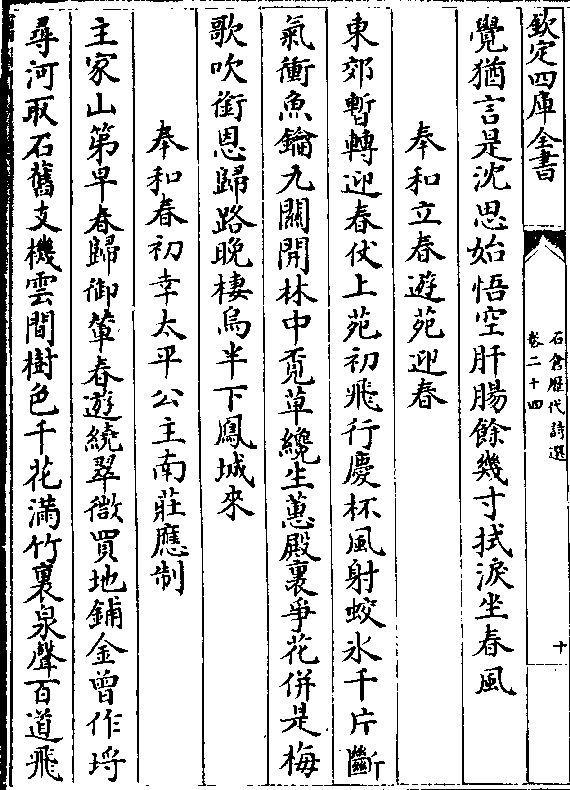 欽定四庫全書
石倉歷代詩選
卷二十四
十
覺猶言是沈思始悟空肝腸餘幾寸拭淚坐春風
奉和立春遊苑迎春
東郊暫轉迎春仗上苑初飛行慶杯風射蛟氷千片斷
氣衝魚鑰九關開林中覓草纔生蕙殿裏爭花併是梅
歌吹銜恩歸路晚棲烏半下鳳城來
奉和春初幸太平公主南莊應制
主家山第早春歸御輦春遊繞翠微買地鋪金曾作埒
尋河取石舊支機雲間樹色千花滿竹裏泉聲百道飛